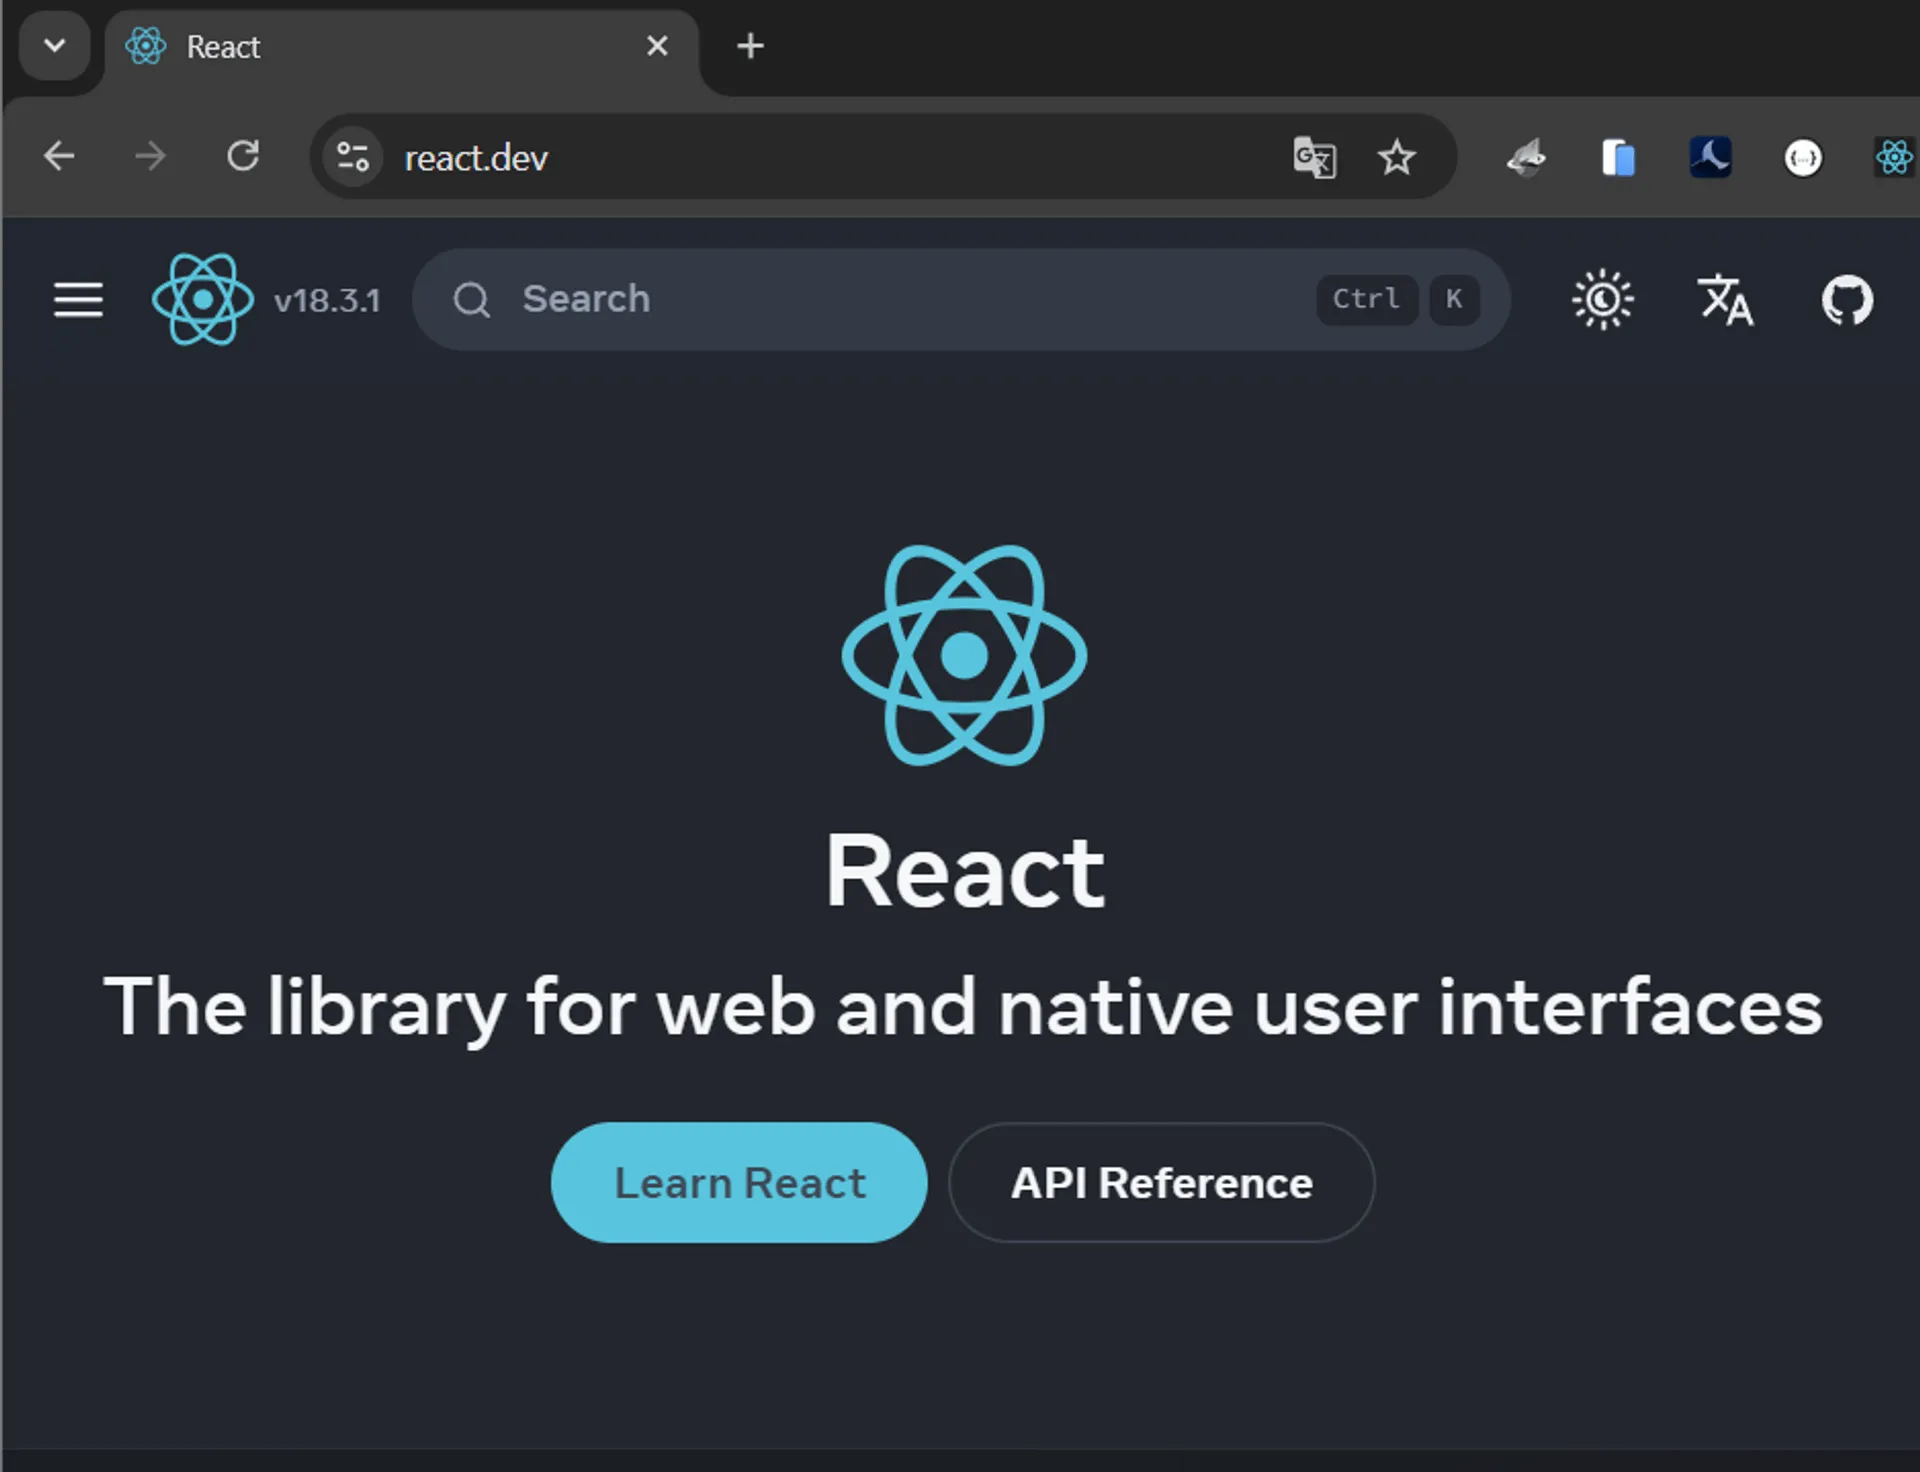 React
react.dev
v18.3.1 Search Ctrl K
React
The library for web and native user interfaces
Learn React API Reference